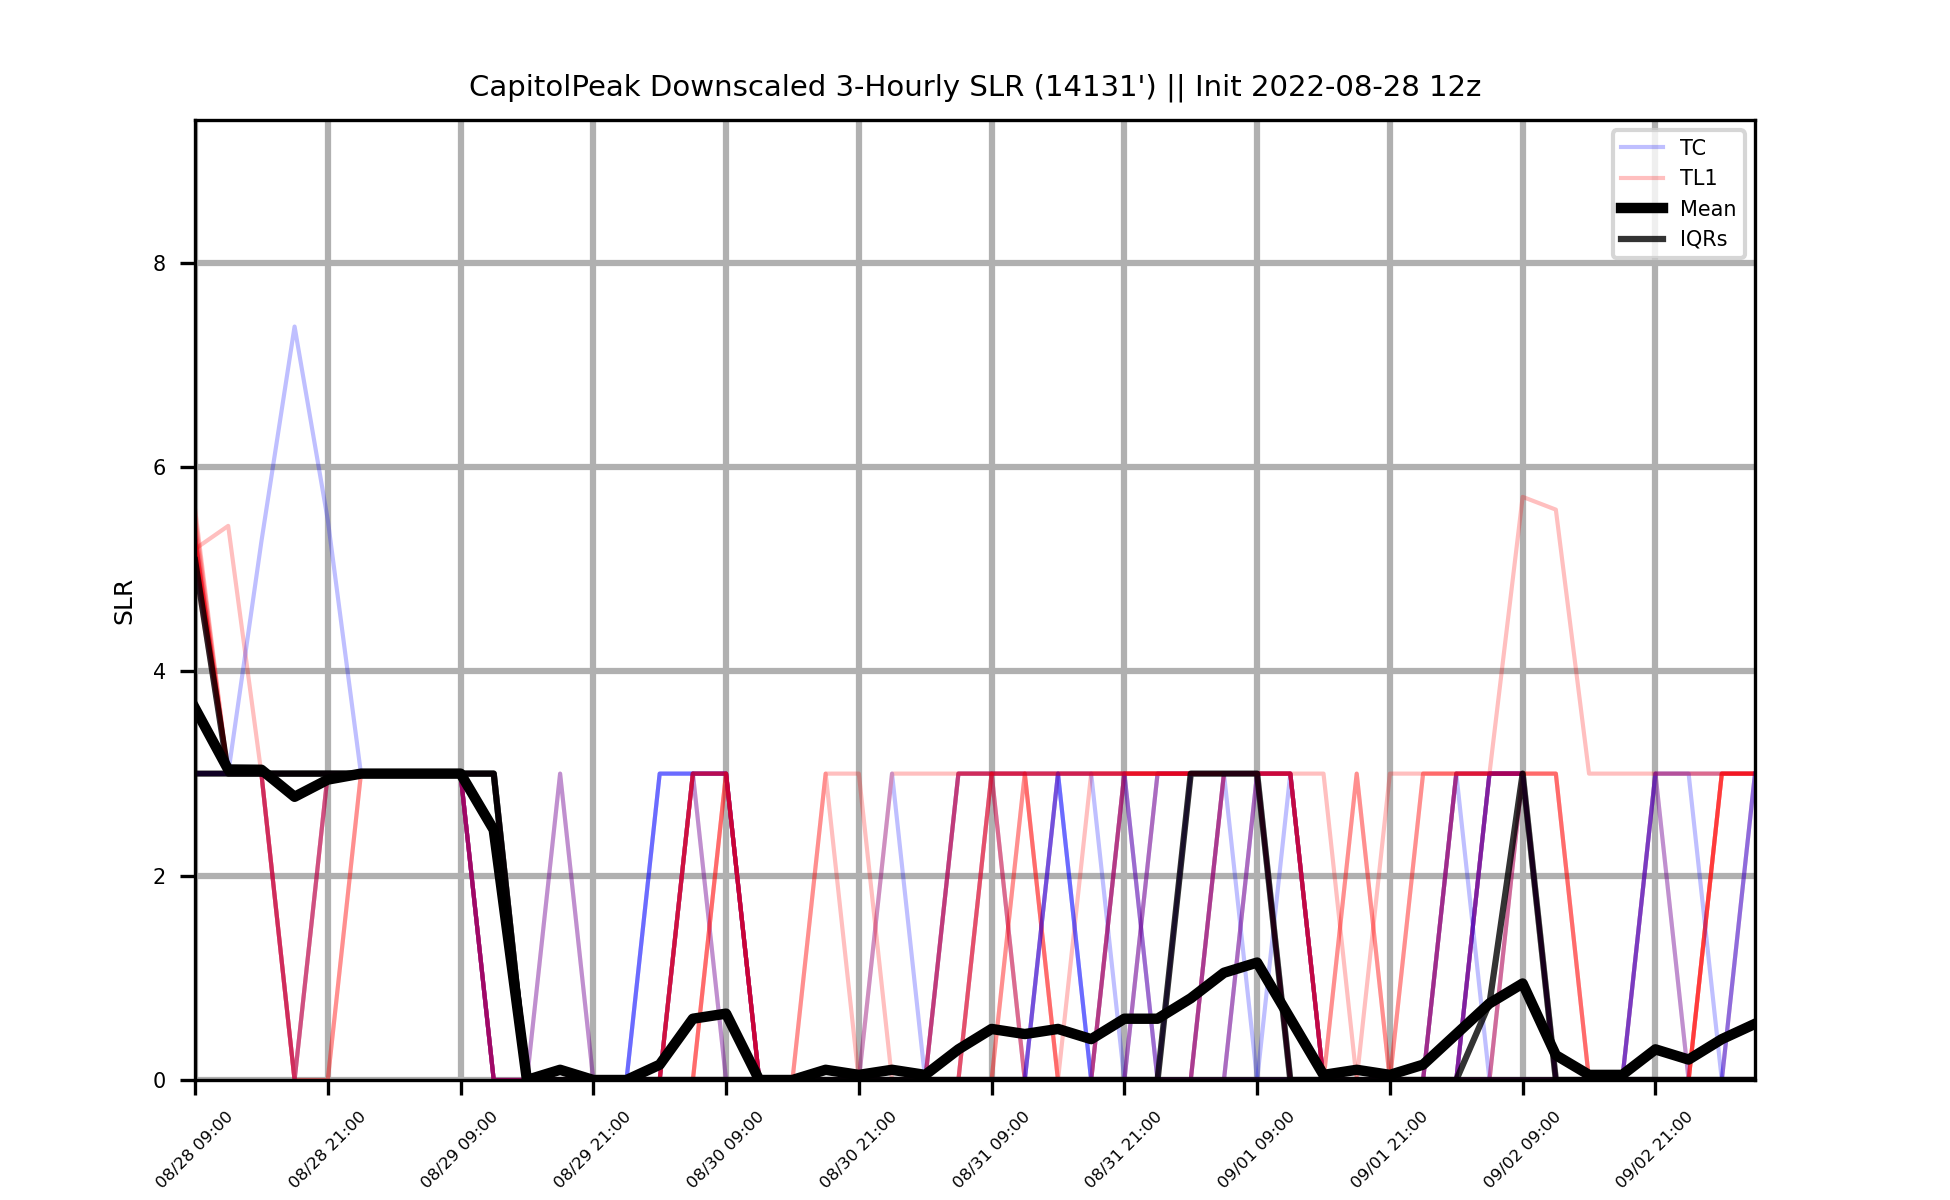 CapitolPeak Downscaled 3-Hourly SLR (14131') || Init 2022-08-28 12z
TC
TL1
Mean
IQRs
8
6
4
2
0
SLR
08/28 09:00
08/28 21:00
08/29 09:00
08/29 21:00
08/30 09:00
08/30 21:00
08/31 09:00
08/31 21:00
09/01 09:00
09/01 21:00
09/02 09:00
09/02 21:00